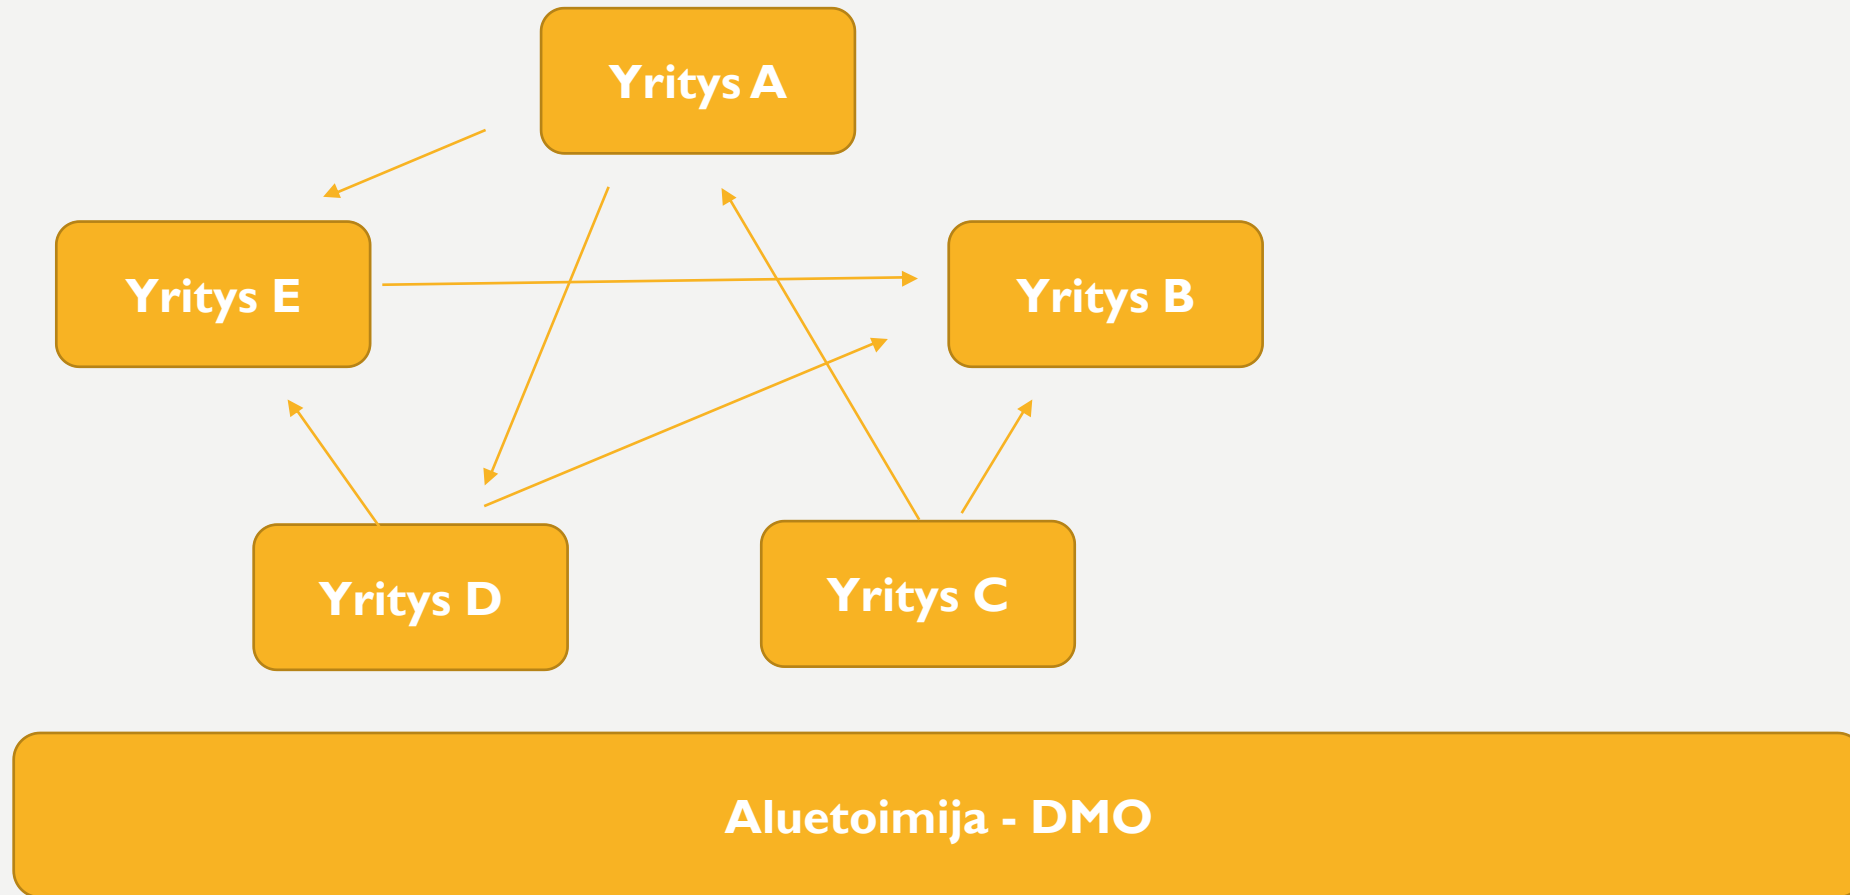 Yritys A
Yritys E
Yritys B
Yritys D
Yritys C
Aluetoimija - DMO